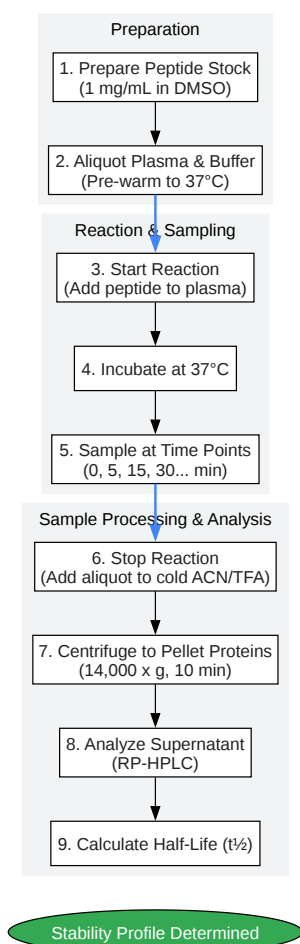 Preparation
1. Prepare Peptide Stock
(1 mg/mL in DMSO)
2. Aliquot Plasma & Buffer
(Pre-warm to 37°C)
Reaction & Sampling
3. Start Reaction
(Add peptide to plasma)
4. Incubate at 37°C
5. Sample at Time Points
(0, 5, 15, 30... min)
Sample Processing & Analysis
6. Stop Reaction
(Add aliquot to cold ACN/TFA)
7. Centrifuge to Pellet Proteins
(14,000 x g, 10 min)
8. Analyze Supernatant
(RP-HPLC)
9. Calculate Half-Life (t½)
Stability Profile Determined